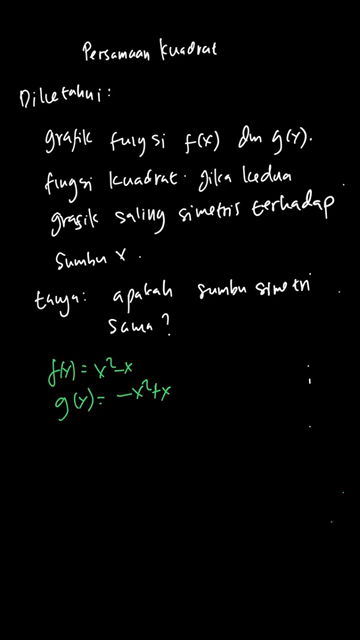 Persamaan Kuadrat
Diketahui:
grafik fungsi f(x) dan g(x).
fungsi kuadrat. Jika kedua
grafik saling simetris terhadap
sumbu x.
tanya: apakah sumbu simetri
sama?
f(x) = x²-x
g(x) = -x²+x